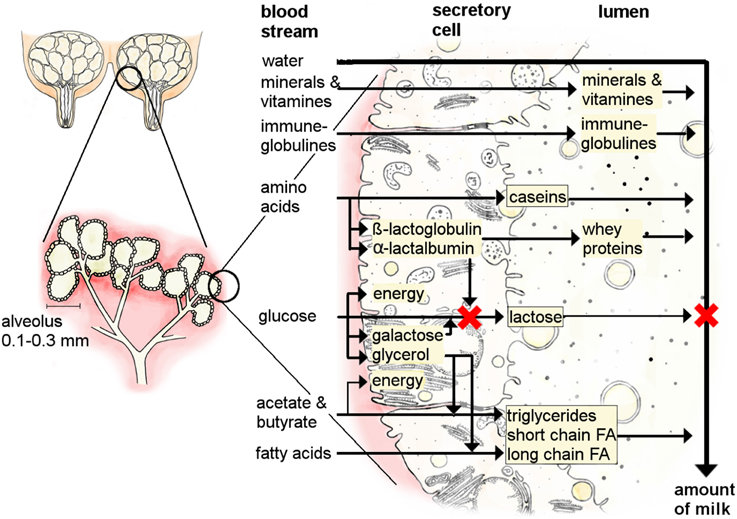 blood
stream
secretory
cell
lumen
water
minerals &
vitamines
minerals &
vitamines
immune-
globulines
immune-
globulines
amino
acids
caseins
ß-lactoglobulin
α-lactalbumin
whey
proteins
energy
glucose
lactose
galactose
glycerol
energy
acetate &
butyrate
triglycerides
short chain FA
long chain FA
fatty acids
alveolus
0.1-0.3 mm
amount
of milk